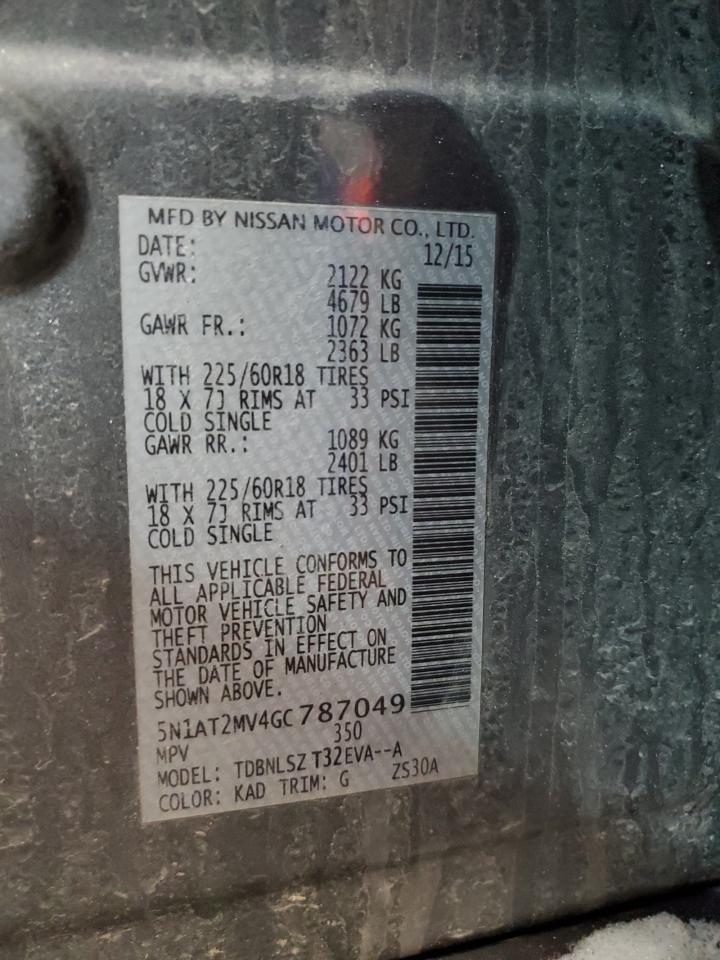 MFD BY NISSAN MOTOR CO., LTD.
DATE: 12/15
GVWR: 2122 KG
4679 LB
GAWR FR.: 1072 KG
2363 LB
WITH 225/60R18 TIRES
18 X 7J RIMS AT 33 PSI
COLD SINGLE
GAWR RR.: 1089 KG
2401 LB
WITH 225/60R18 TIRES
18 X 7J RIMS AT 33 PSI
COLD SINGLE
THIS VEHICLE CONFORMS TO
ALL APPLICABLE FEDERAL
MOTOR VEHICLE SAFETY AND
THEFT PREVENTION
STANDARDS IN EFFECT ON
THE DATE OF MANUFACTURE
SHOWN ABOVE.
5N1AT2MV4GC787049
MPV 350
MODEL: TDBNLSZ T32EVA--A
COLOR: KAD TRIM: G ZS30A